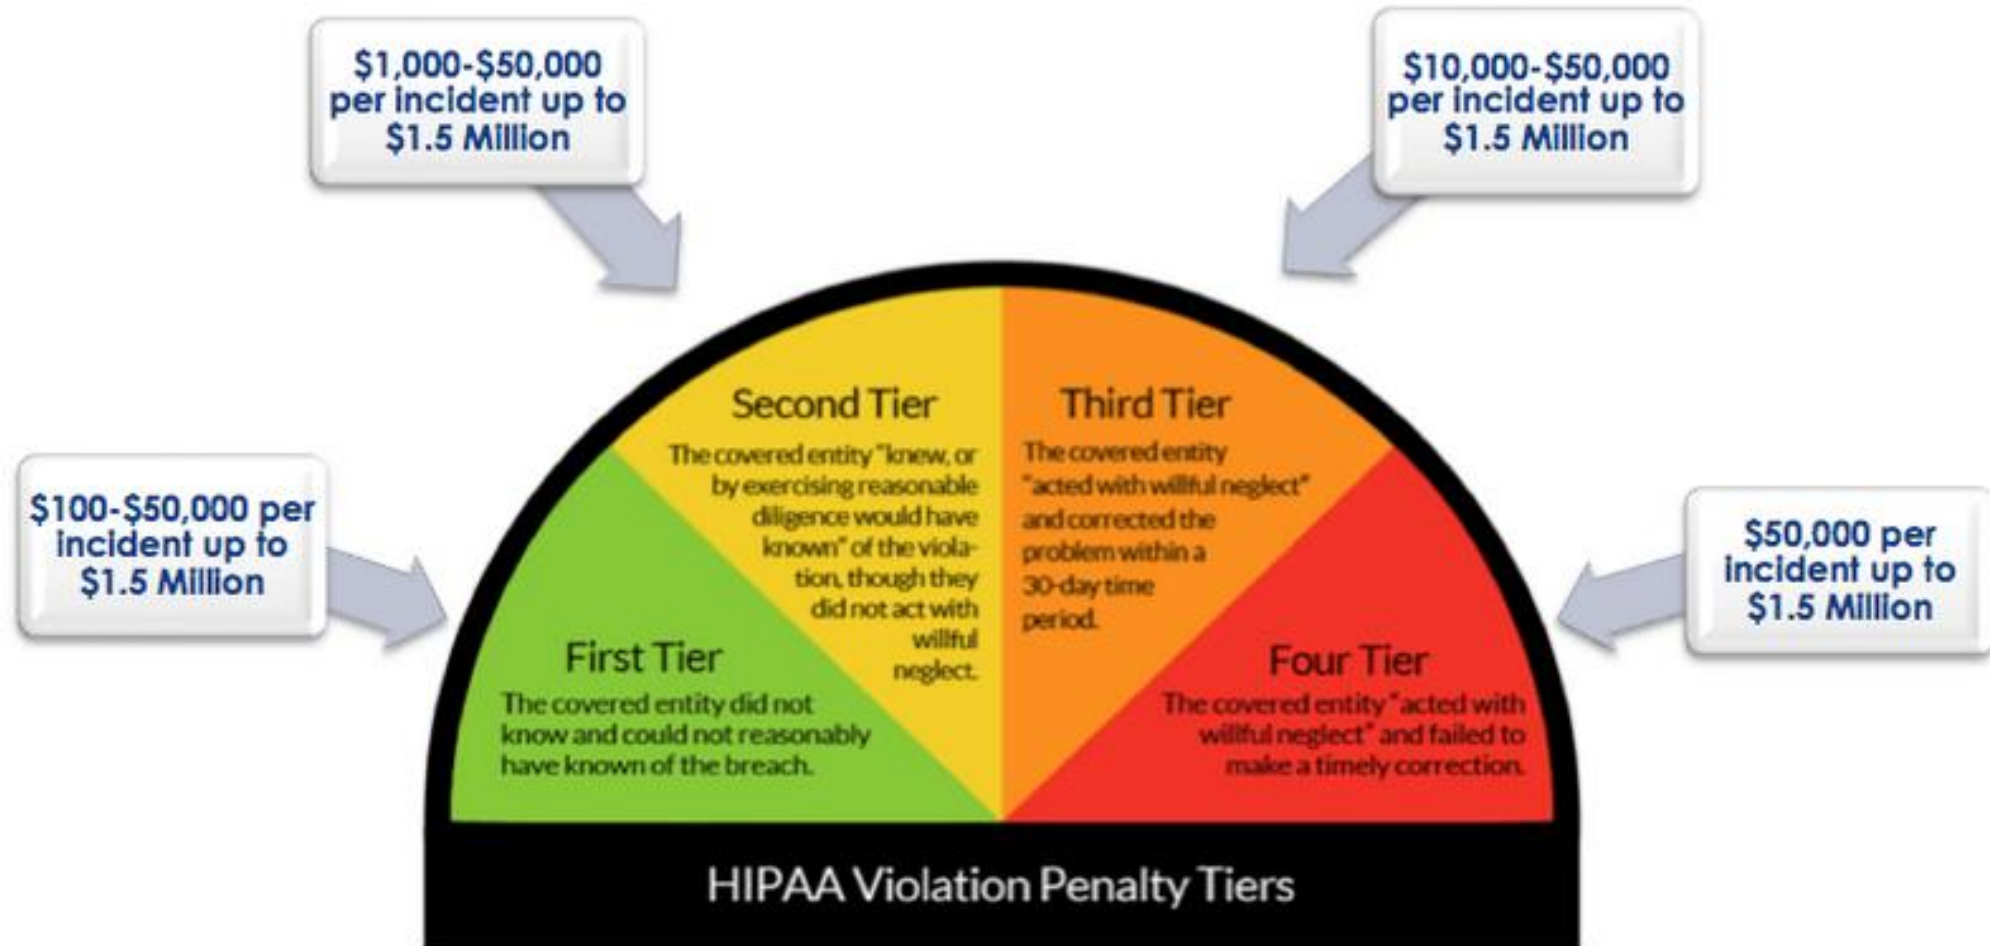 $1,000-$50,000
per incident up to
$1.5 Million
$10,000-$50,000
per incident up to
$1.5 Million
$100-$50,000 per
incident up to
$1.5 Million
$50,000 per
incident up to
$1.5 Million
Second Tier
The covered entity "knew, or
by exercising reasonable
diligence would have
known" of the viola-
tion, though they
did not act with
willful
neglect.
Third Tier
The covered entity
"acted with willful neglect"
and corrected the
problem within a
30-day time
period.
First Tier
The covered entity did not
know and could not reasonably
have known of the breach.
Four Tier
The covered entity "acted with
willful neglect" and failed to
make a timely correction.
HIPAA Violation Penalty Tiers